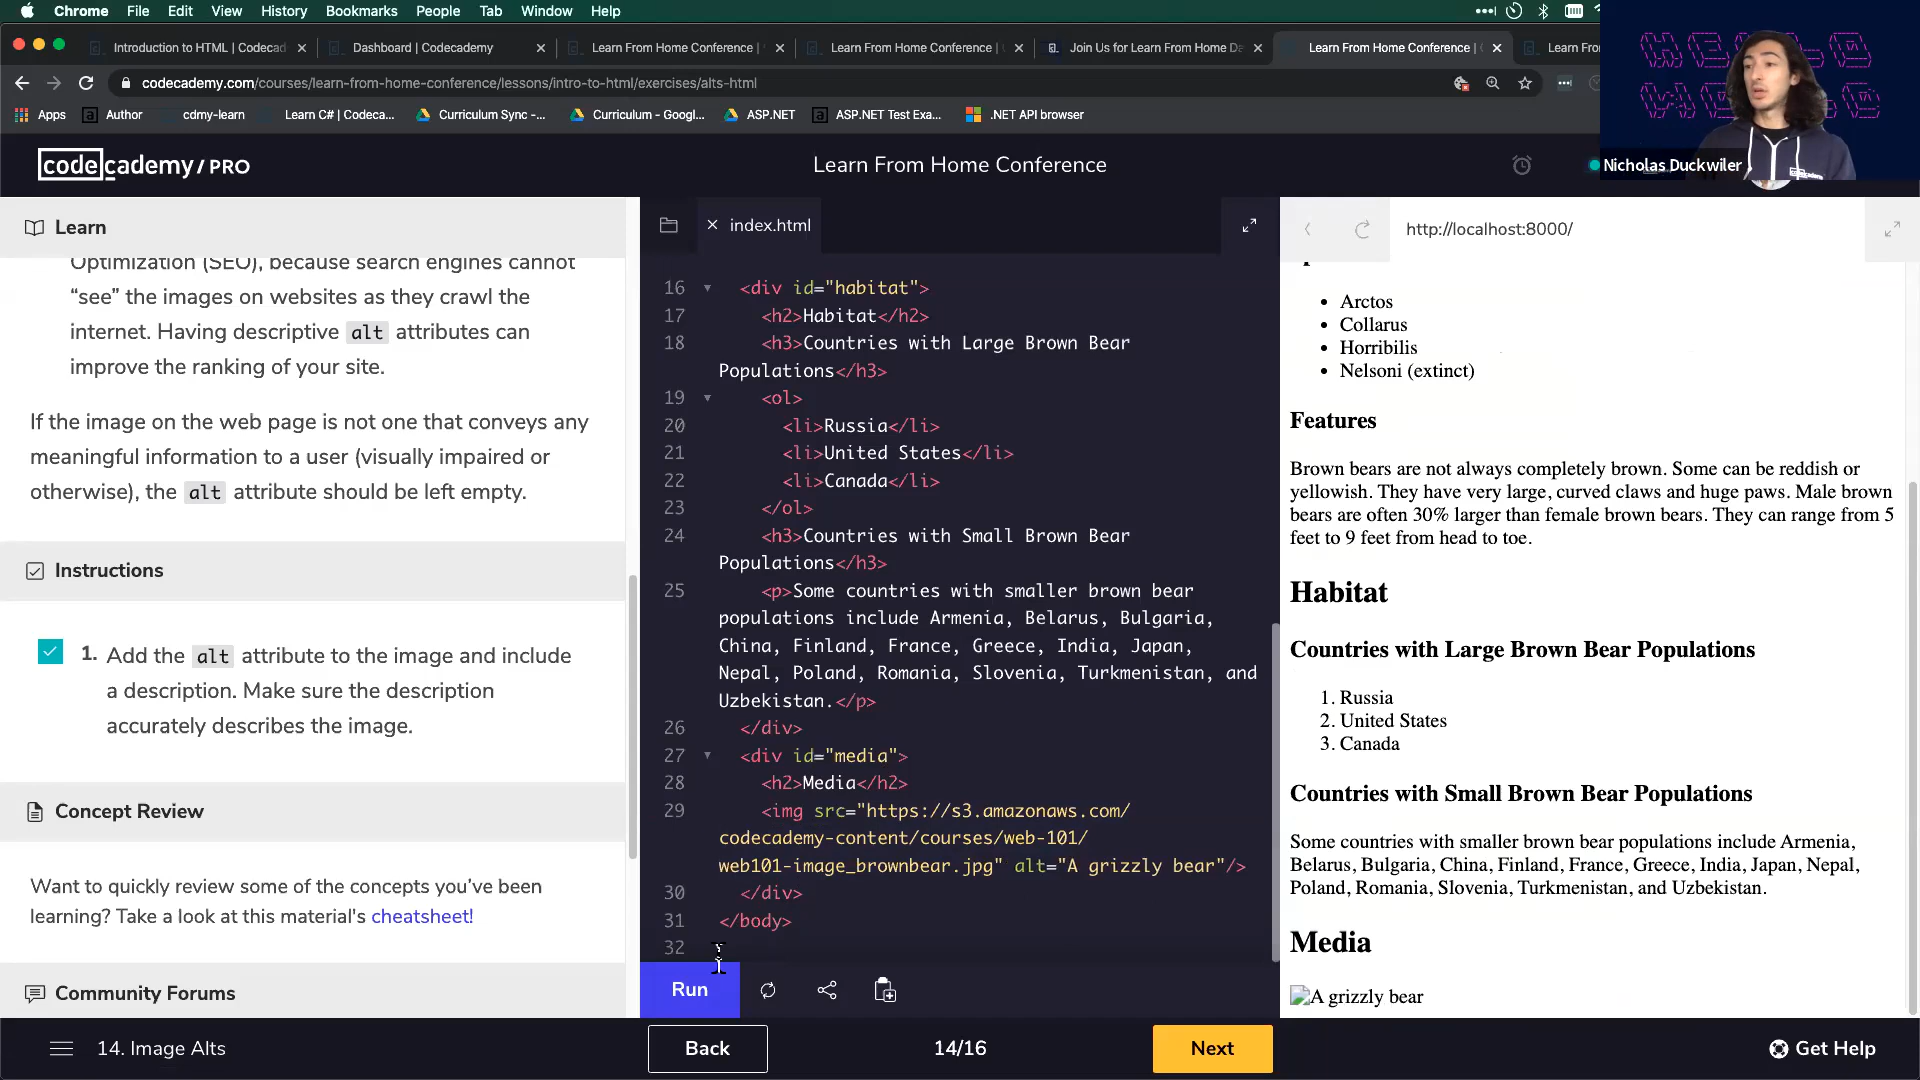 Chrome File Edit View History Bookmarks People Tab Window Help
Introduction to HTML | Codecad
Dashboard | Codecademy
Learn From Home Conference |
Learn From Home Conference |
Join Us for Learn From Home Da
Learn From Home Conference |
Learn From
codecademy.com/courses/learn-from-home-conference/lessons/intro-to-html/exercises/alts-html
Apps Author cdmy-learn Learn C# | Codeca... Curriculum Sync -... Curriculum - Googl... ASP.NET ASP.NET Test Exa... .NET API browser
codecademy / PRO
Learn From Home Conference
Nicholas Duckwiler
Learn
Optimization (SEO), because search engines cannot
“see” the images on websites as they crawl the
internet. Having descriptive alt attributes can
improve the ranking of your site.
If the image on the web page is not one that conveys any
meaningful information to a user (visually impaired or
otherwise), the alt attribute should be left empty.
Instructions
1. Add the alt attribute to the image and include
a description. Make sure the description
accurately describes the image.
Concept Review
Want to quickly review some of the concepts you’ve been
learning? Take a look at this material's cheatsheet!
Community Forums
index.html
16 <div id="habitat">
17 <h2>Habitat</h2>
18 <h3>Countries with Large Brown Bear
Populations</h3>
19 <ol>
20 <li>Russia</li>
21 <li>United States</li>
22 <li>Canada</li>
23 </ol>
24 <h3>Countries with Small Brown Bear
Populations</h3>
25 <p>Some countries with smaller brown bear
populations include Armenia, Belarus, Bulgaria,
China, Finland, France, Greece, India, Japan,
Nepal, Poland, Romania, Slovenia, Turkmenistan, and
Uzbekistan.</p>
26 </div>
27 <div id="media">
28 <h2>Media</h2>
29 <img src="https://s3.amazonaws.com/
codecademy-content/courses/web-101/
web101-image_brownbear.jpg" alt="A grizzly bear"/>
30 </div>
31 </body>
32
Run
http://localhost:8000/
• Arctos
• Collarus
• Horribilis
• Nelsoni (extinct)
Features
Brown bears are not always completely brown. Some can be reddish or
yellowish. They have very large, curved claws and huge paws. Male brown
bears are often 30% larger than female brown bears. They can range from 5
feet to 9 feet from head to toe.
Habitat
Countries with Large Brown Bear Populations
1. Russia
2. United States
3. Canada
Countries with Small Brown Bear Populations
Some countries with smaller brown bear populations include Armenia,
Belarus, Bulgaria, China, Finland, France, Greece, India, Japan, Nepal,
Poland, Romania, Slovenia, Turkmenistan, and Uzbekistan.
Media
A grizzly bear
14. Image Alts
Back
14/16
Next
Get Help